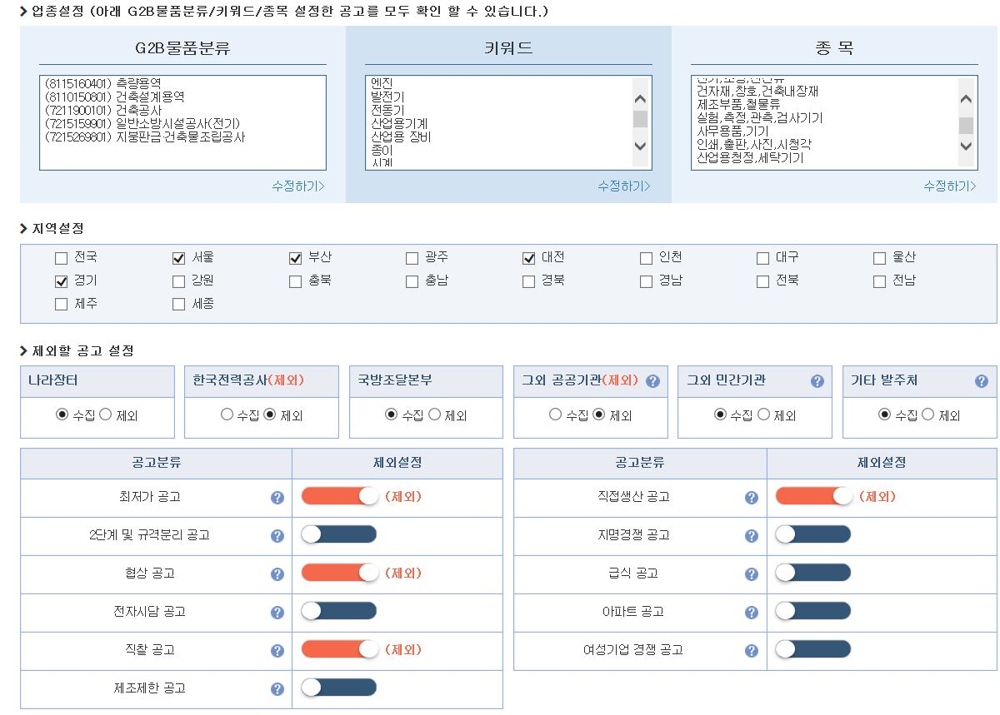 업종설정 (아래 G2B물품분류/키워드/종목 설정한 공고를 모두 확인 할 수 있습니다.)
G2B물품분류
(8115160401) 측량용역
(8110150801) 건축설계용역
(7211900101) 건축공사
(7215159901) 일반소방시설공사(전기)
(7215269801) 지붕판금·건축물조립공사
수정하기>
키워드
엔진
발전기
전동기
산업용기계
산업용 장비
종이
시계
수정하기>
종 목
건자재,창호,건축내장재
제조부품,철물류
실험,측정,관측,검사기기
사무용품,기기
인쇄,출판,사진,시청각
산업용청정,세탁기기
수정하기>
지역설정
전국 서울 부산 광주 대전 인천 대구 울산
경기 강원 충북 충남 경북 경남 전북 전남
제주 세종
제외할 공고 설정
나라장터 한국전력공사(제외) 국방조달본부 그외 공공기관(제외) ? 그외 민간기관 ? 기타 발주처 ?
수집 제외 수집 제외 수집 제외 수집 제외 수집 제외 수집 제외
공고분류 제외설정
최저가 공고 ? (제외)
2단계 및 규격분리 공고 ?
협상 공고 ? (제외)
전자시담 공고 ?
직찰 공고 ? (제외)
제조제한 공고 ?
공고분류 제외설정
직접생산 공고 ? (제외)
지명경쟁 공고 ?
급식 공고 ?
아파트 공고 ?
여성기업 경쟁 공고 ?